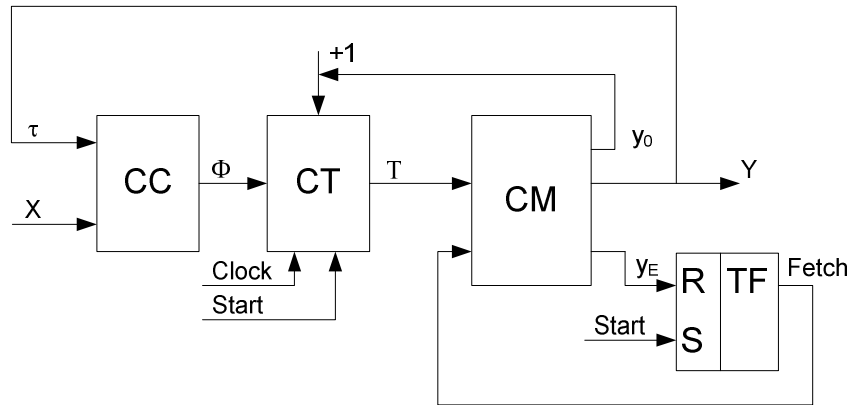 +1
τ
X
CC
Φ
CT
T
CM
y0
Y
Clock
Start
yE
R
TF
Fetch
Start
S